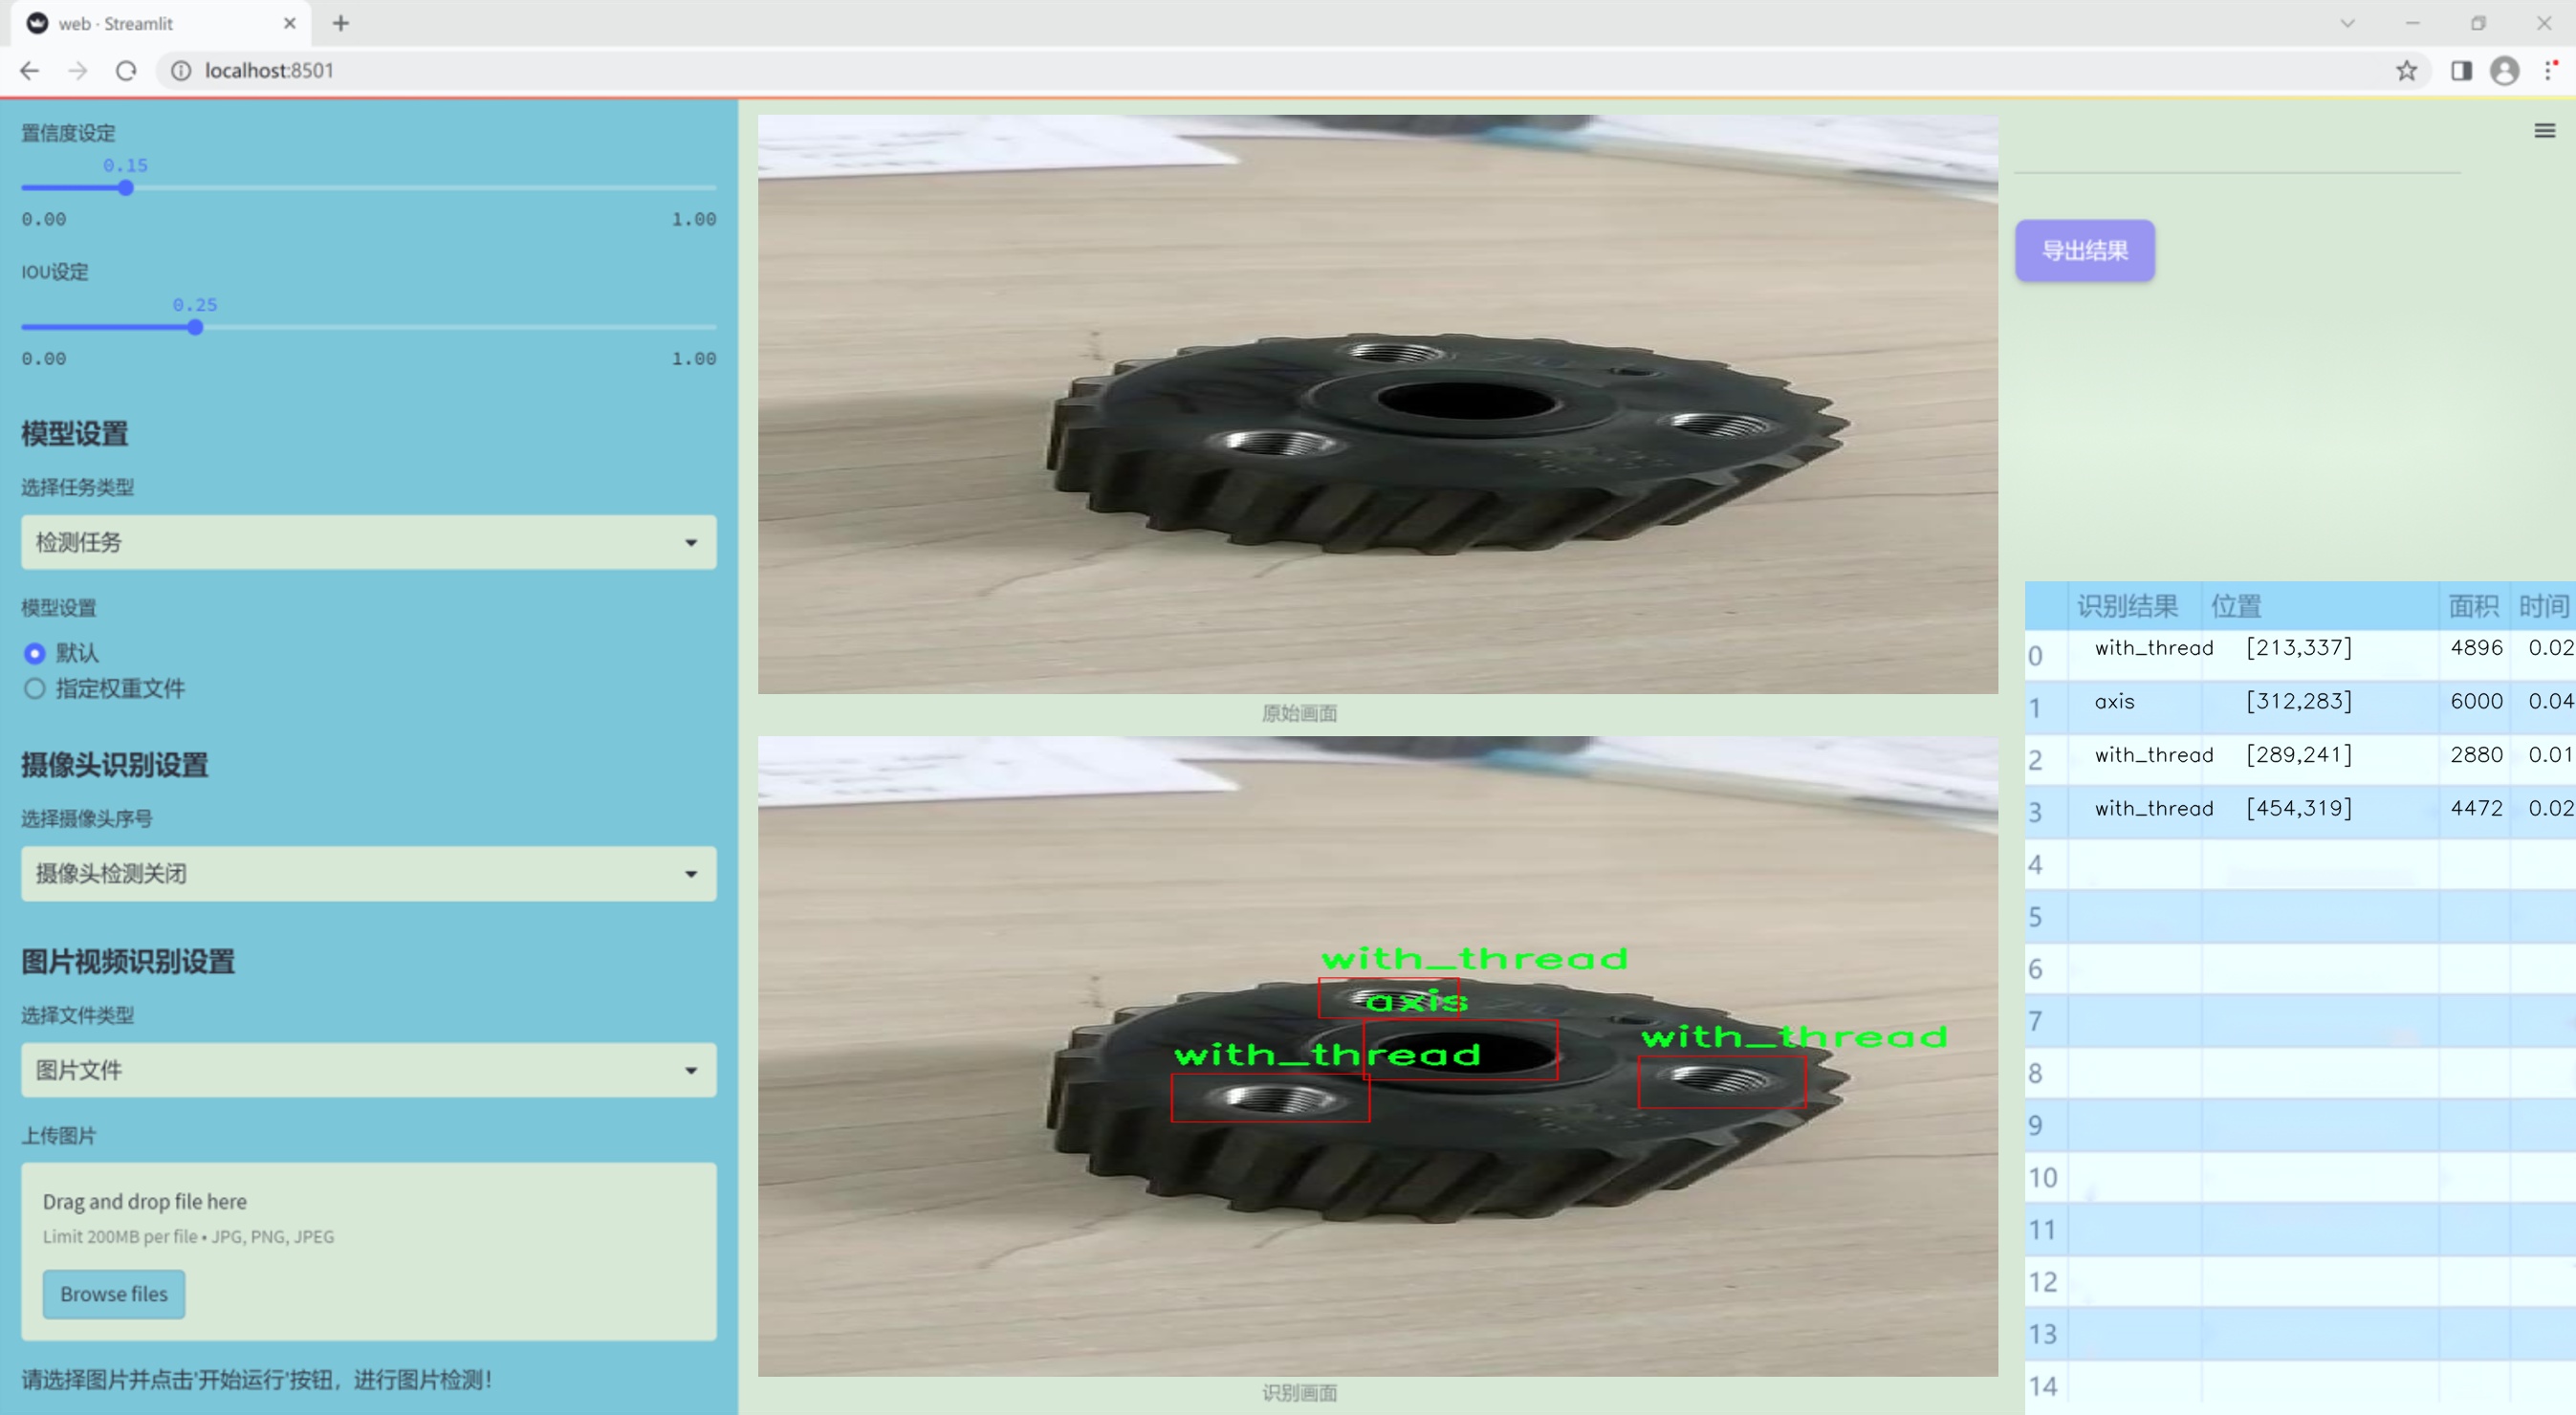 web · Streamlit
localhost:8501
置信度设定
0.15
0.00 1.00
IOU设定
0.25
0.00 1.00
模型设置
选择任务类型
检测任务
模型设置
默认
指定权重文件
摄像头识别设置
选择摄像头序号
摄像头检测关闭
图片视频识别设置
选择文件类型
图片文件
上传图片
Drag and drop file here
Limit 200MB per file • JPG, PNG, JPEG
Browse files
请选择图片并点击'开始运行'按钮，进行图片检测！
原始画面
with_thread
axis
with_thread
with_thread
识别画面
导出结果
识别结果 位置 面积 时间
0 with_thread [213,337] 4896 0.02
1 axis [312,283] 6000 0.04
2 with_thread [289,241] 2880 0.01
3 with_thread [454,319] 4472 0.02
4
5
6
7
8
9
10
11
12
13
14